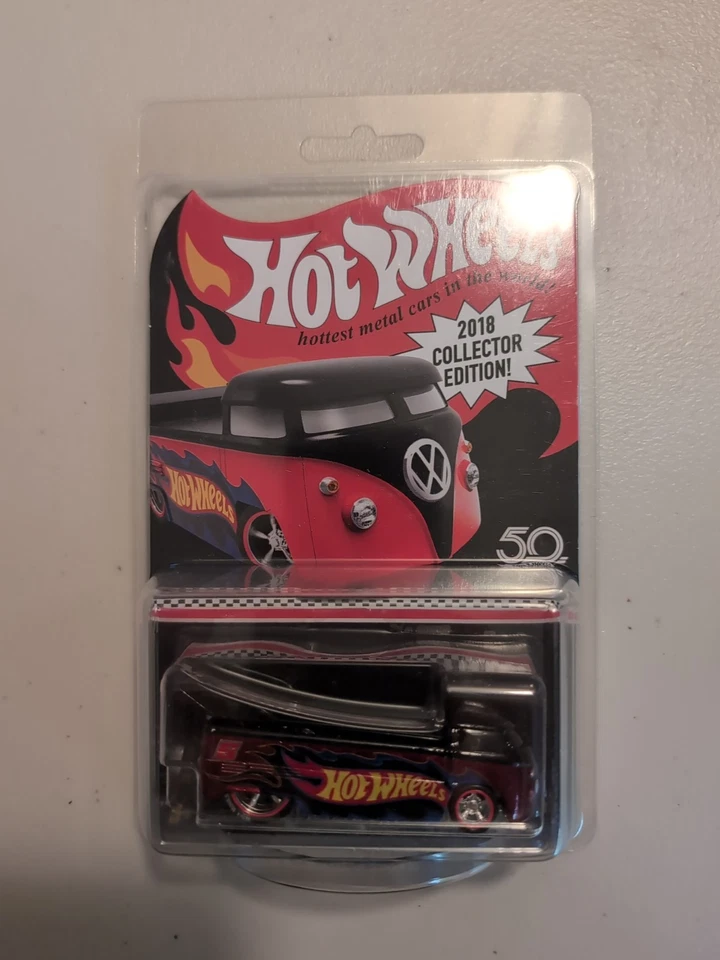 HOT WHEELS
hottest metal cars in the world!
2018
COLLECTOR
EDITION!
HOT WHEELS
50
HOT WHEELS